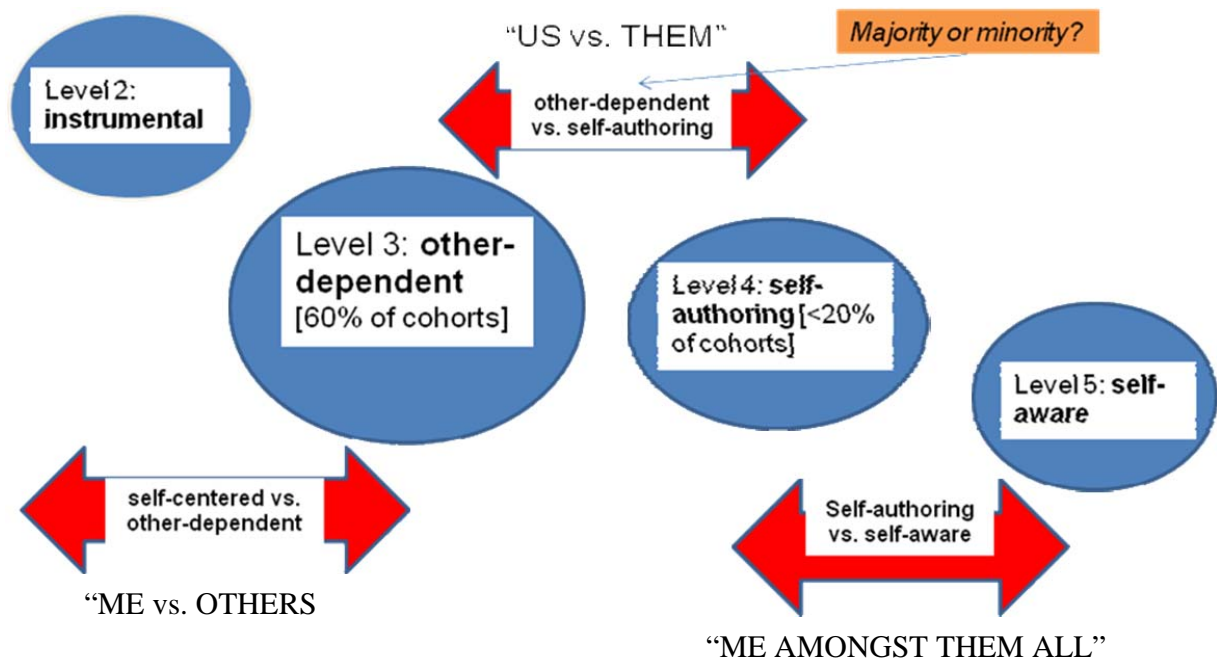 “US vs. THEM”
Majority or minority?
Level 2:
instrumental
other-dependent
vs. self-authoring
Level 3: other-
dependent
[60% of cohorts]
Level 4: self-
authoring [<20%
of cohorts]
Level 5: self-
aware
self-centered vs.
other-dependent
Self-authoring
vs. self-aware
“ME vs. OTHERS
“ME AMONGST THEM ALL”